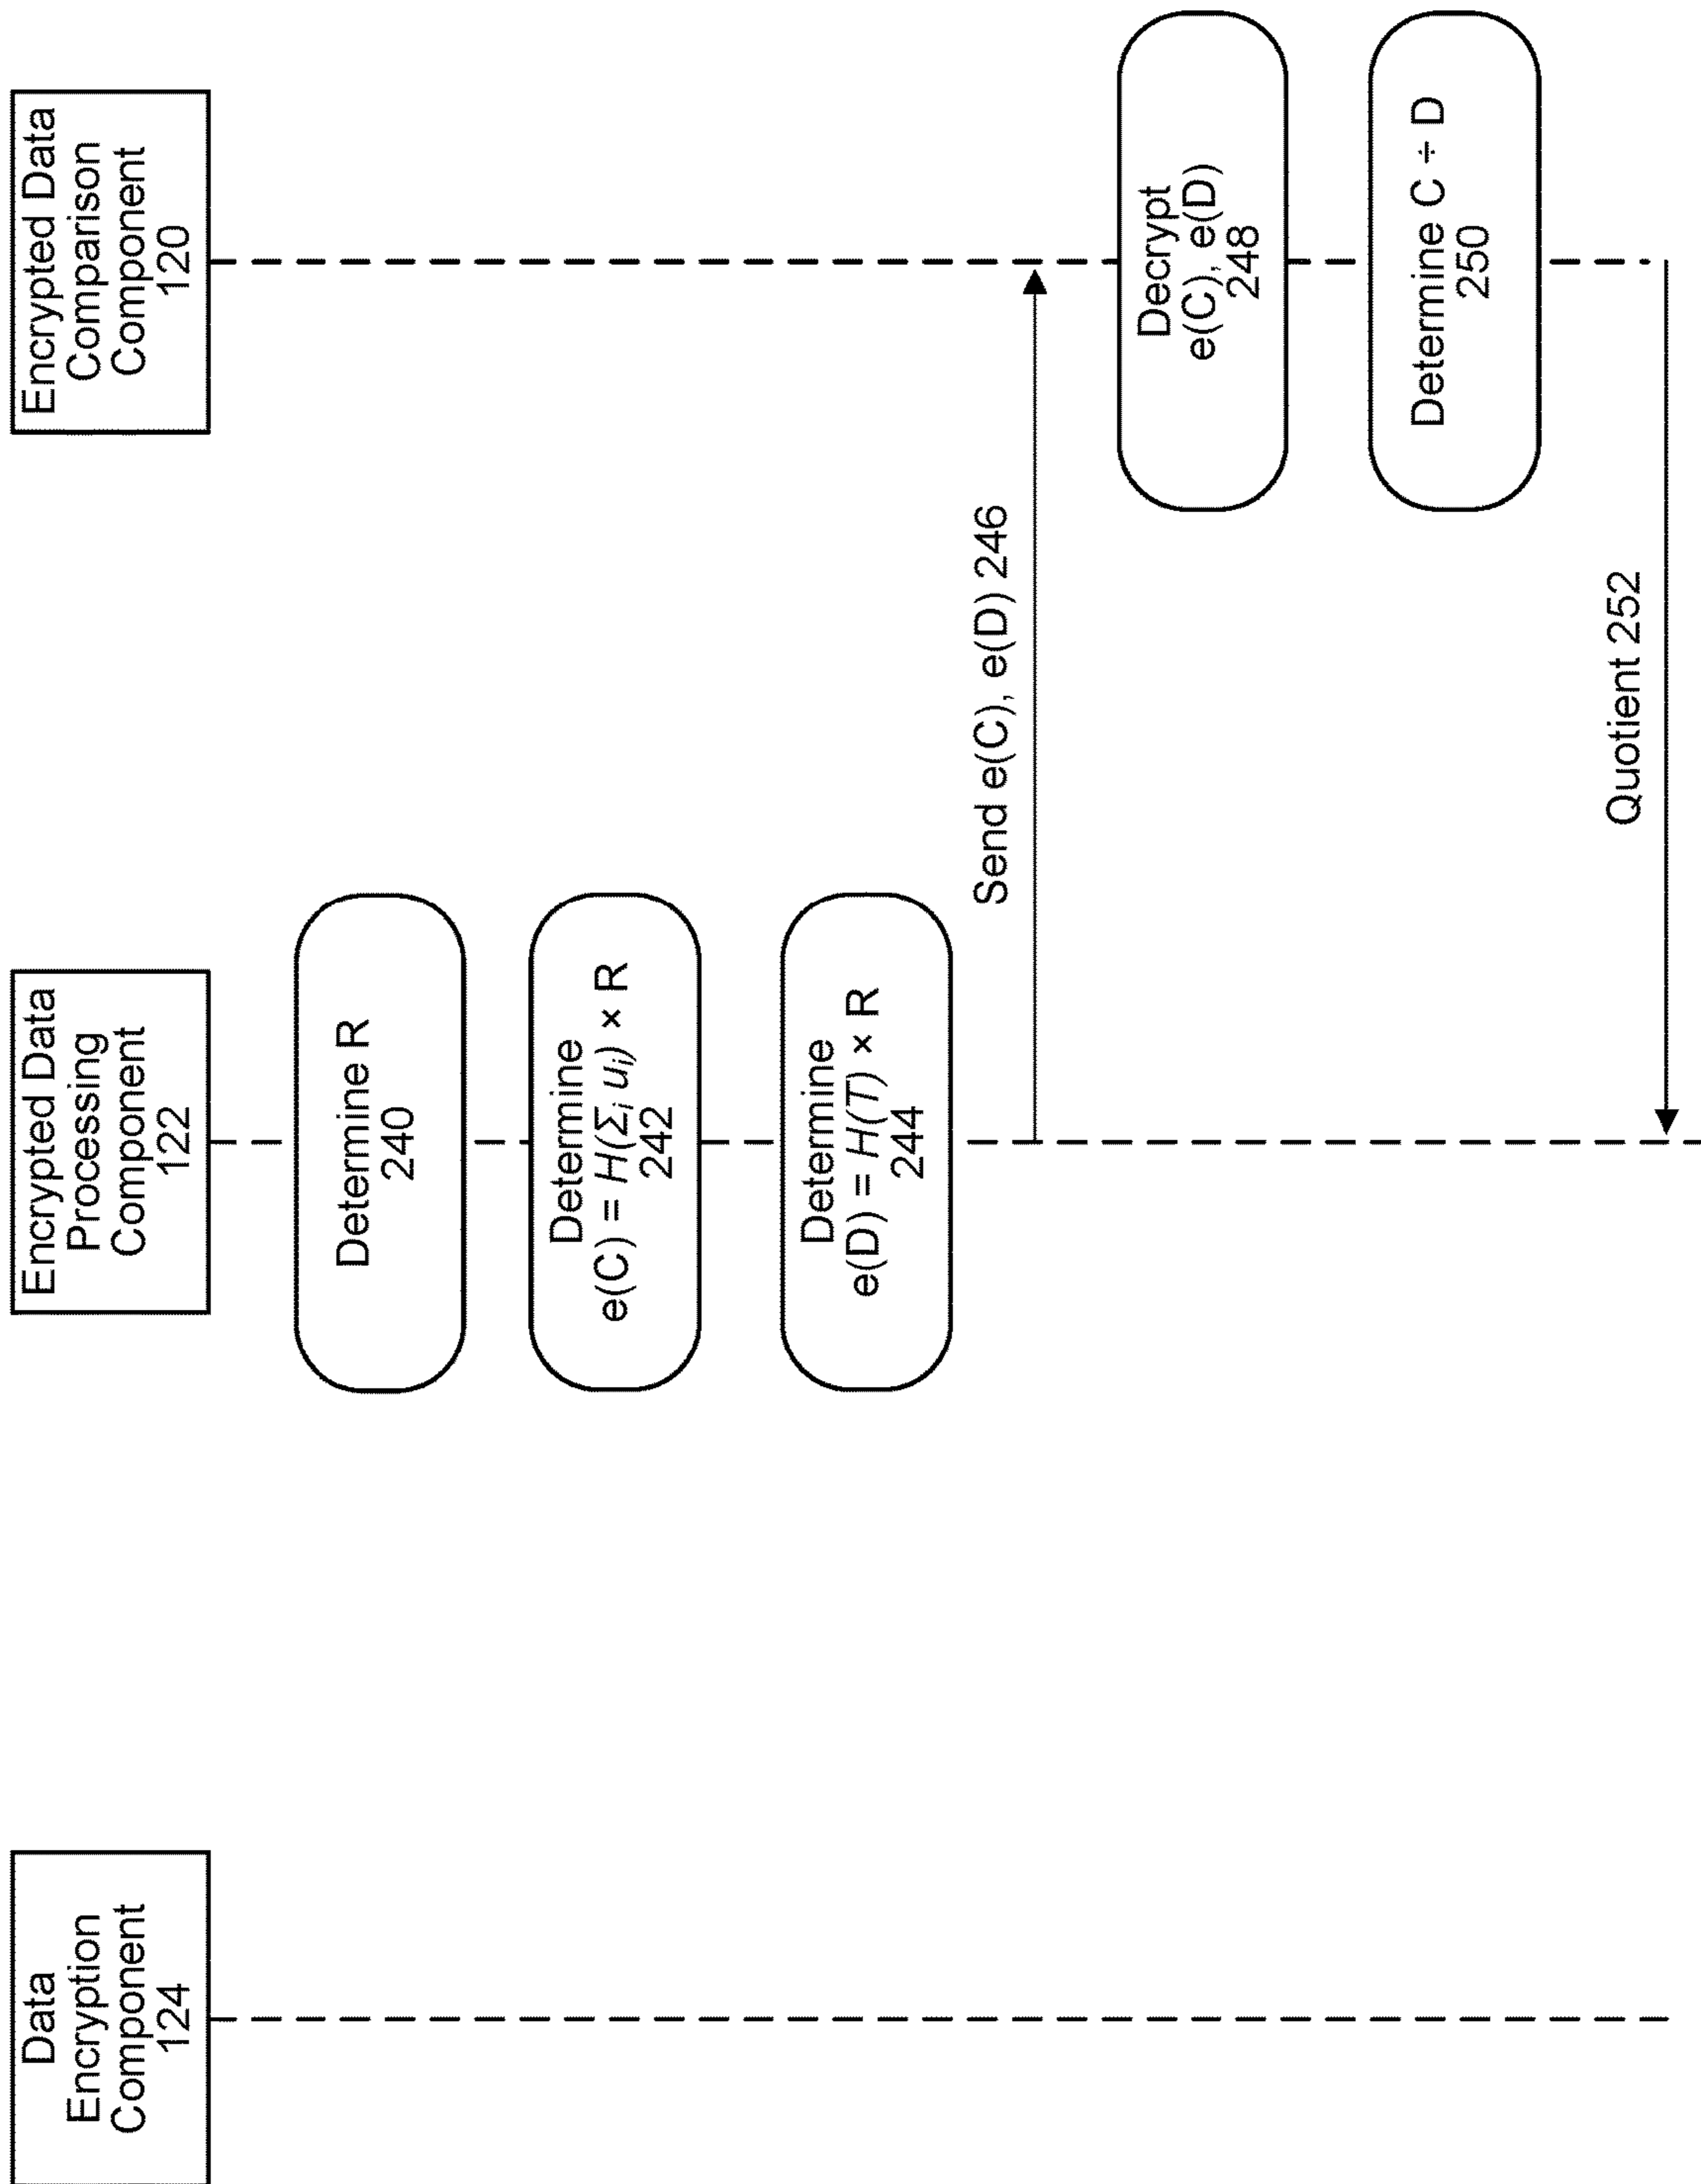 Data
Encryption
Component
124
Encrypted Data
Processing
Component
122
Encrypted Data
Comparison
Component
120
Determine R
240
Determine
e(C) = H(Σᵢ uᵢ) × R
242
Determine
e(D) = H(T) × R
244
Send e(C), e(D) 246
Decrypt
e(C), e(D)
248
Determine C ÷ D
250
Quotient 252